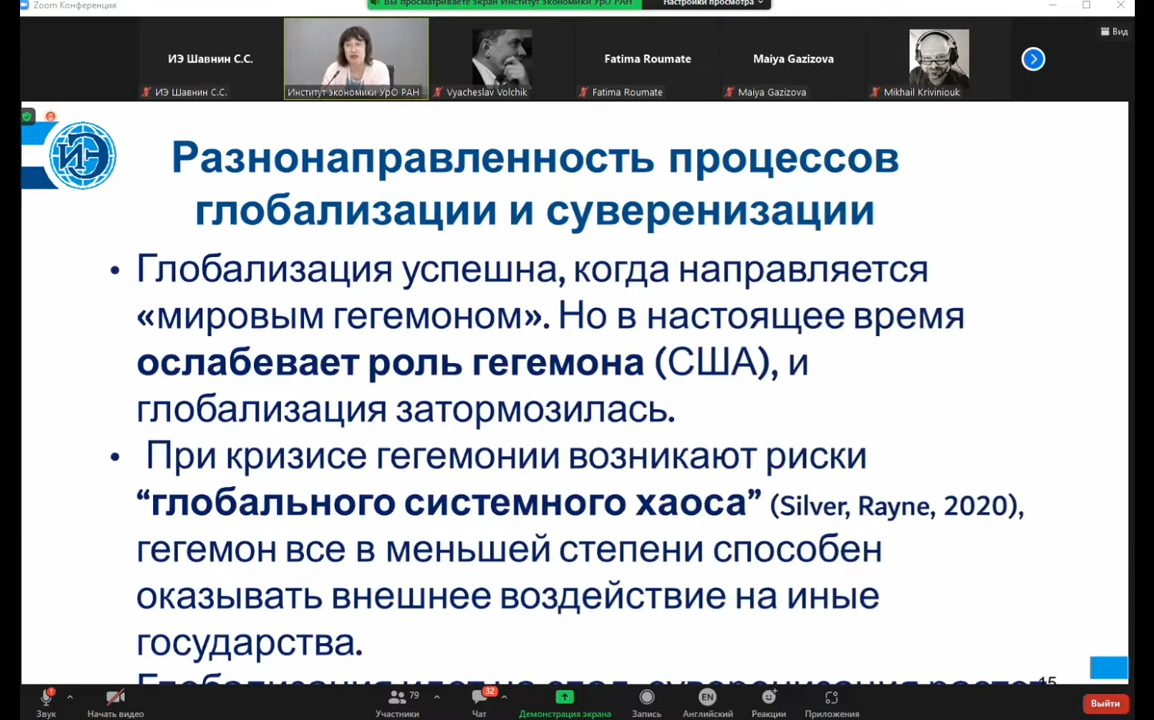 Zoom Конференция
Вы просматриваете экран Институт экономики УрО РАН
Настройки просмотра
Вид
ИЭ Шавнин С.С.
Fatima Roumate
Maiya Gazizova
ИЭ Шавнин С.С.
Институт экономики УрО РАН
Vyacheslav Volchik
Fatima Roumate
Maiya Gazizova
Mikhail Kriviniouk
ИЭ
Разнонаправленность процессов
глобализации и суверенизации
• Глобализация успешна, когда направляется
«мировым гегемоном». Но в настоящее время
ослабевает роль гегемона (США), и
глобализация затормозилась.
• При кризисе гегемонии возникают риски
“глобального системного хаоса” (Silver, Rayne, 2020),
гегемон все в меньшей степени способен
оказывать внешнее воздействие на иные
государства.
15
79
32
EN
Звук
Начать видео
Участники
Чат
Демонстрация экрана
Запись
Английский
Реакции
Приложения
Выйти